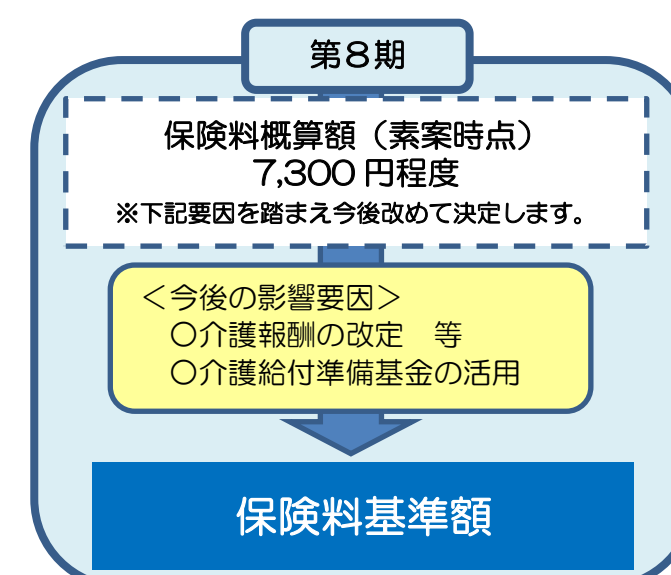 第8期
保険料概算額（素案時点）
7,300円程度
※下記要因を踏まえ今後改めて決定します。
＜今後の影響要因＞
○介護報酬の改定　等
○介護給付準備基金の活用
保険料基準額